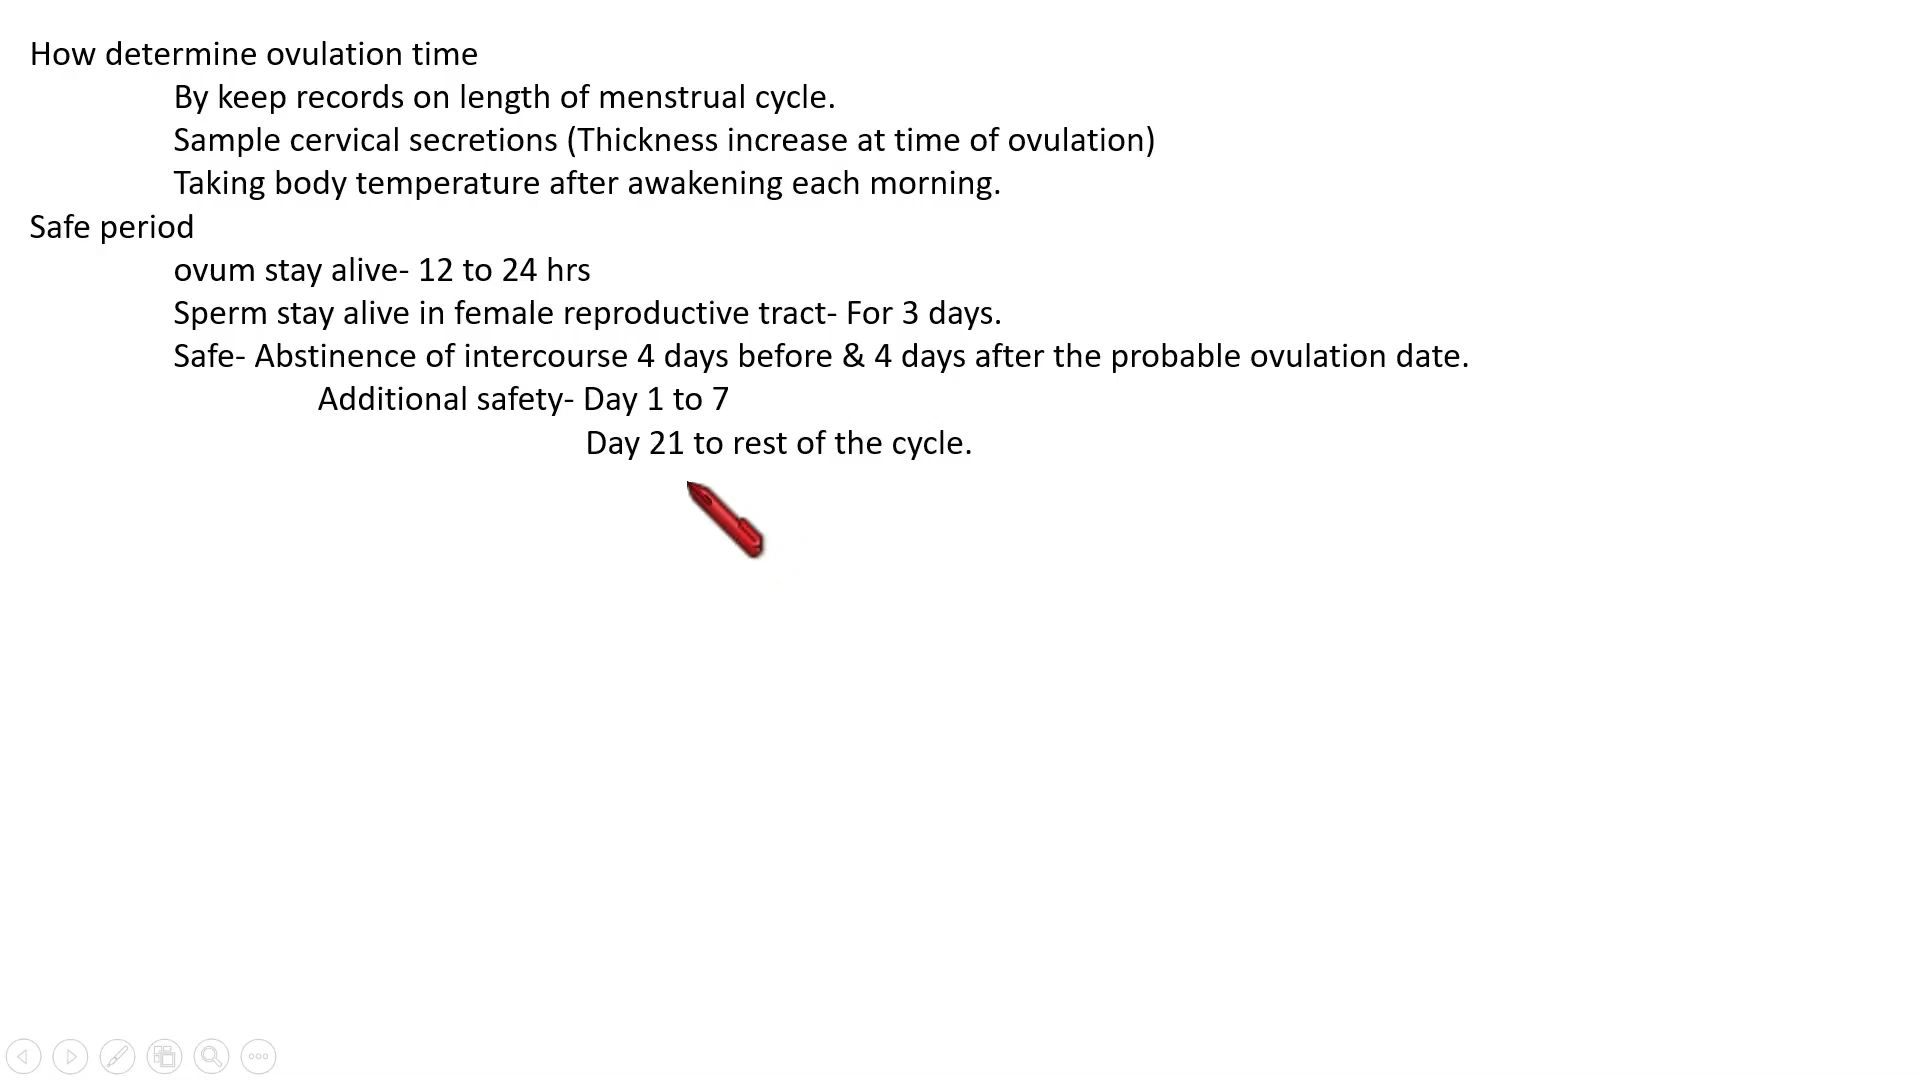 How determine ovulation time
By keep records on length of menstrual cycle.
Sample cervical secretions (Thickness increase at time of ovulation)
Taking body temperature after awakening each morning.
Safe period
ovum stay alive- 12 to 24 hrs
Sperm stay alive in female reproductive tract- For 3 days.
Safe- Abstinence of intercourse 4 days before & 4 days after the probable ovulation date.
Additional safety- Day 1 to 7
Day 21 to rest of the cycle.